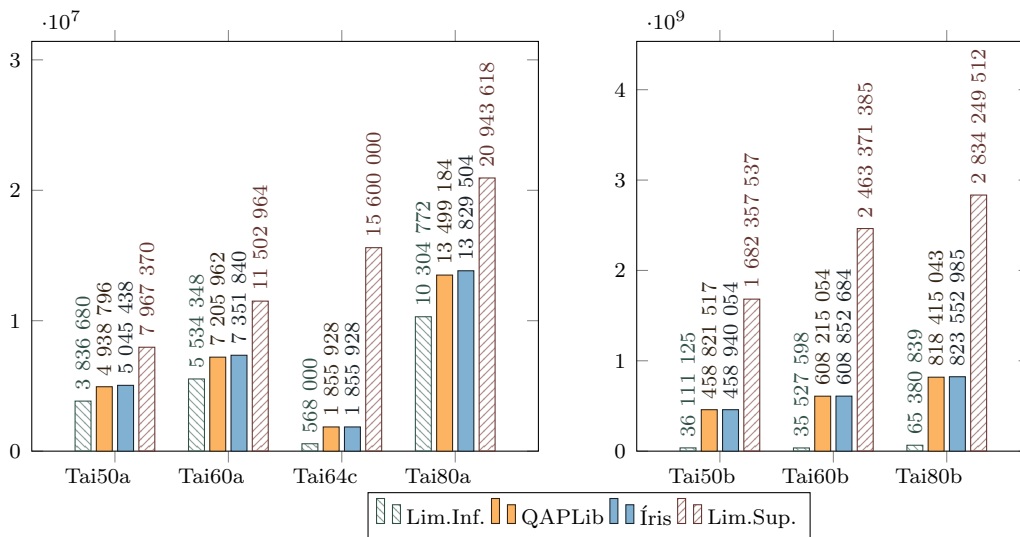 ·10⁷
3
2
1
0
3 836 680
4 938 796
5 045 438
7 967 370
5 534 348
7 205 962
7 351 840
11 502 964
568 000
1 855 928
1 855 928
15 600 000
10 304 772
13 499 184
13 829 504
20 943 618
Tai50a Tai60a Tai64c Tai80a
·10⁹
4
3
2
1
0
36 111 125
458 821 517
458 940 054
1 682 357 537
35 527 598
608 215 054
608 852 684
2 463 371 385
65 380 839
818 415 043
823 552 985
2 834 249 512
Tai50b Tai60b Tai80b
Lim.Inf. QAPLib Íris Lim.Sup.